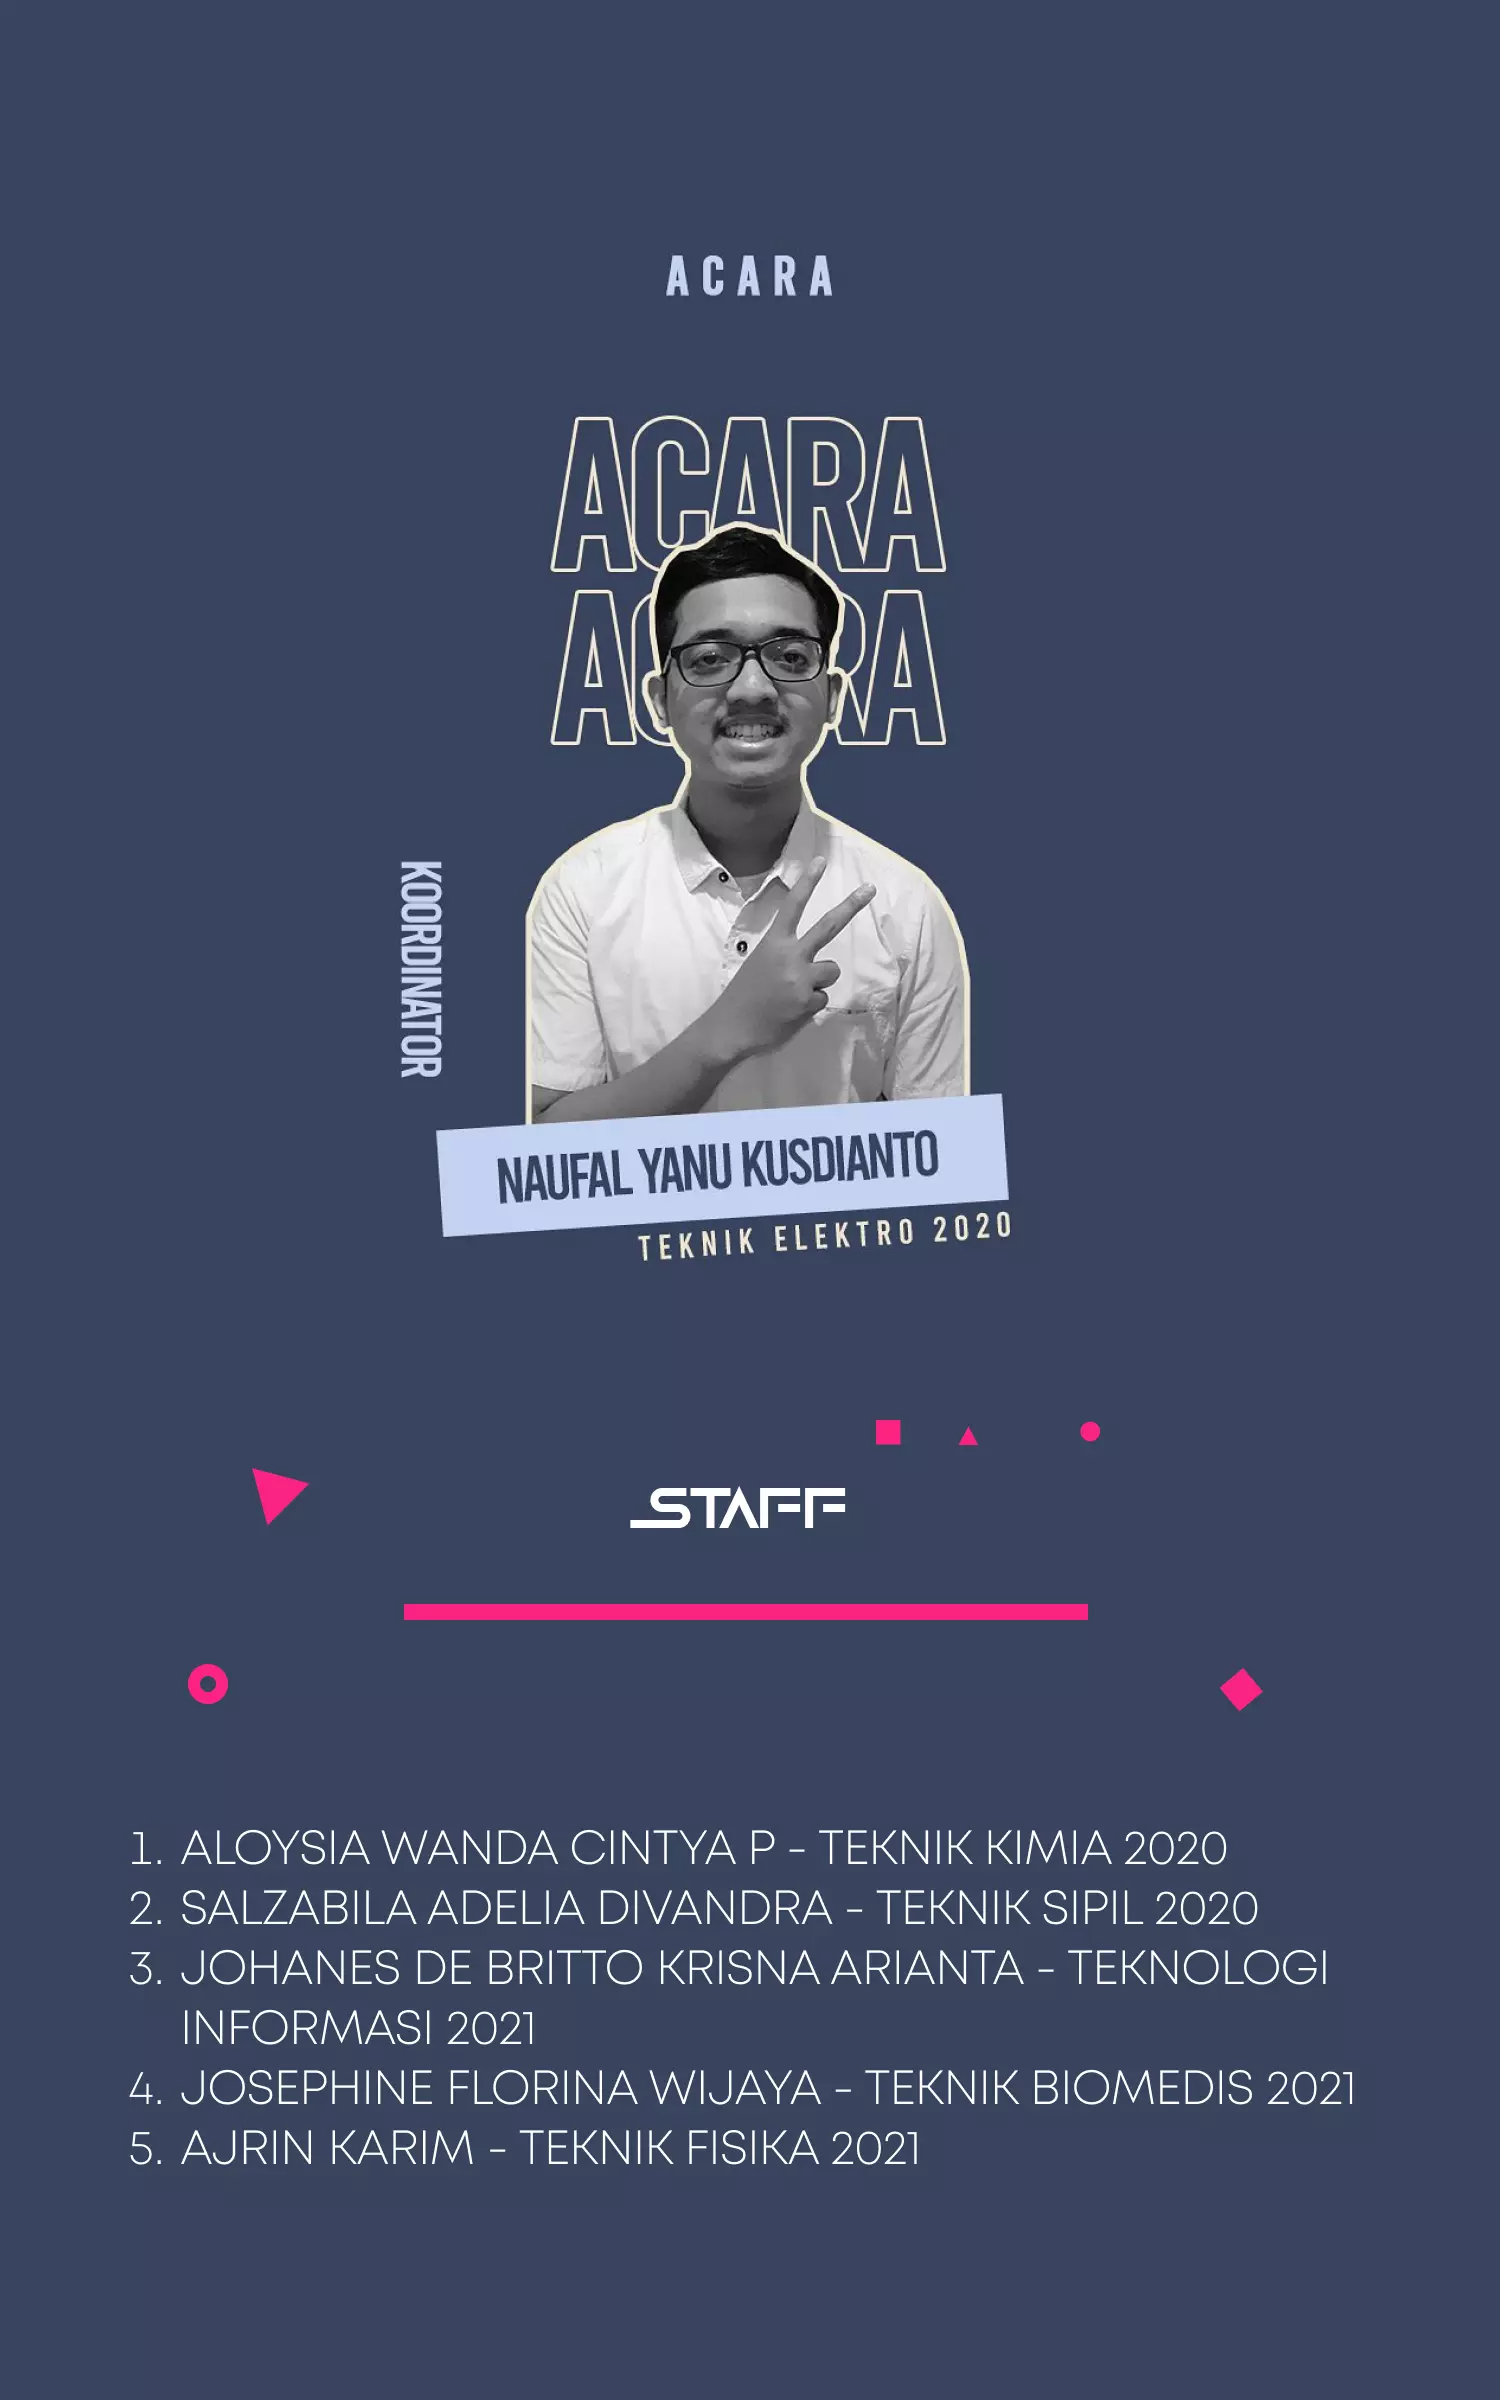 ACARA
ACARA
ACARA
KOORDINATOR
NAUFAL YANU KUSDIANTO
TEKNIK ELEKTRO 2020
STAFF
1. ALOYSIA WANDA CINTYA P - TEKNIK KIMIA 2020
2. SALZABILA ADELIA DIVANDRA - TEKNIK SIPIL 2020
3. JOHANES DE BRITTO KRISNA ARIANTA - TEKNOLOGI
INFORMASI 2021
4. JOSEPHINE FLORINA WIJAYA - TEKNIK BIOMEDIS 2021
5. AJRIN KARIM - TEKNIK FISIKA 2021